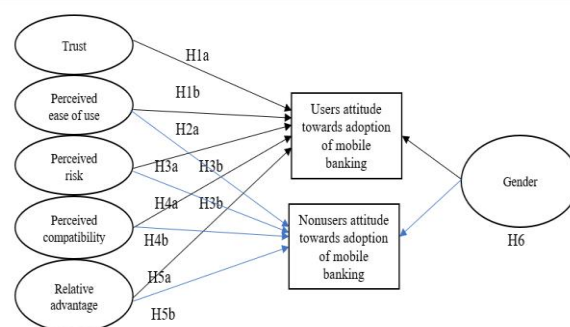 Trust
H1a
Perceived
ease of use
H1b
H2a
Users attitude
towards adoption
of mobile
banking
Perceived
risk
H3a
H3b
Gender
H6
Perceived
compatibility
H4a
H3b
H4b
Nonusers attitude
towards adoption
of mobile
banking
Relative
advantage
H5a
H5b